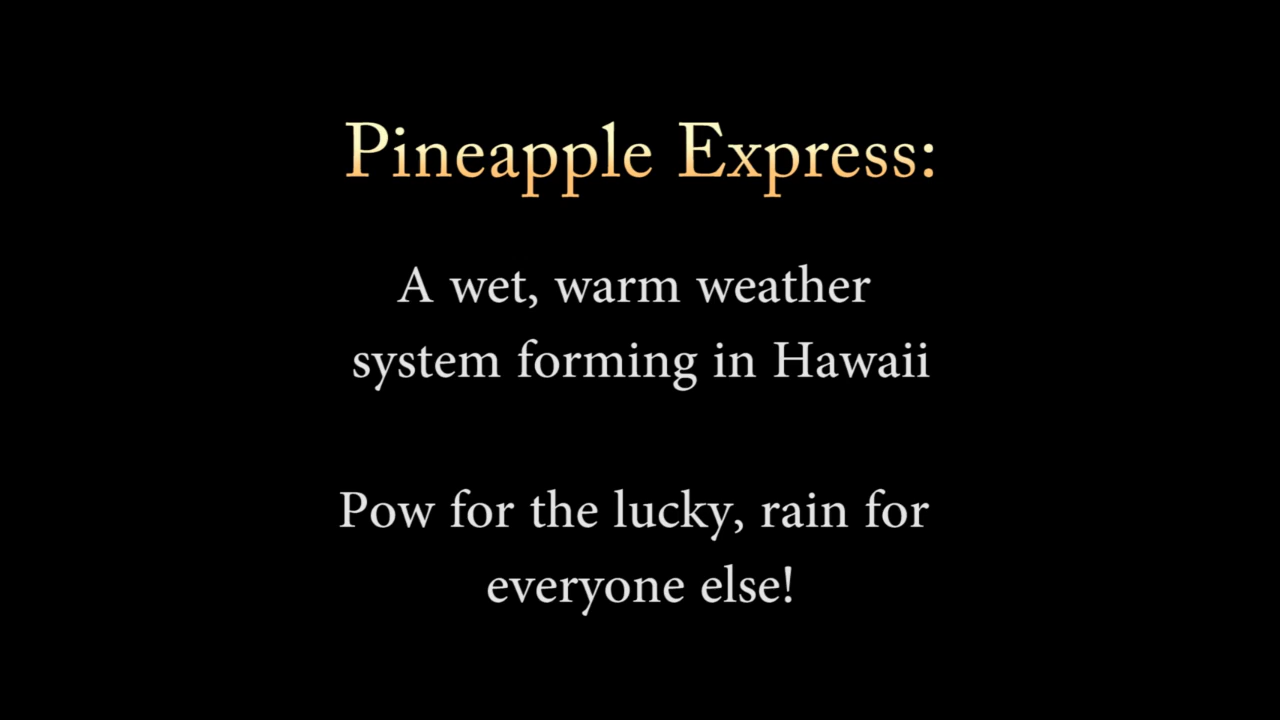 Pineapple Express:
A wet, warm weather
system forming in Hawaii
Pow for the lucky, rain for
everyone else!